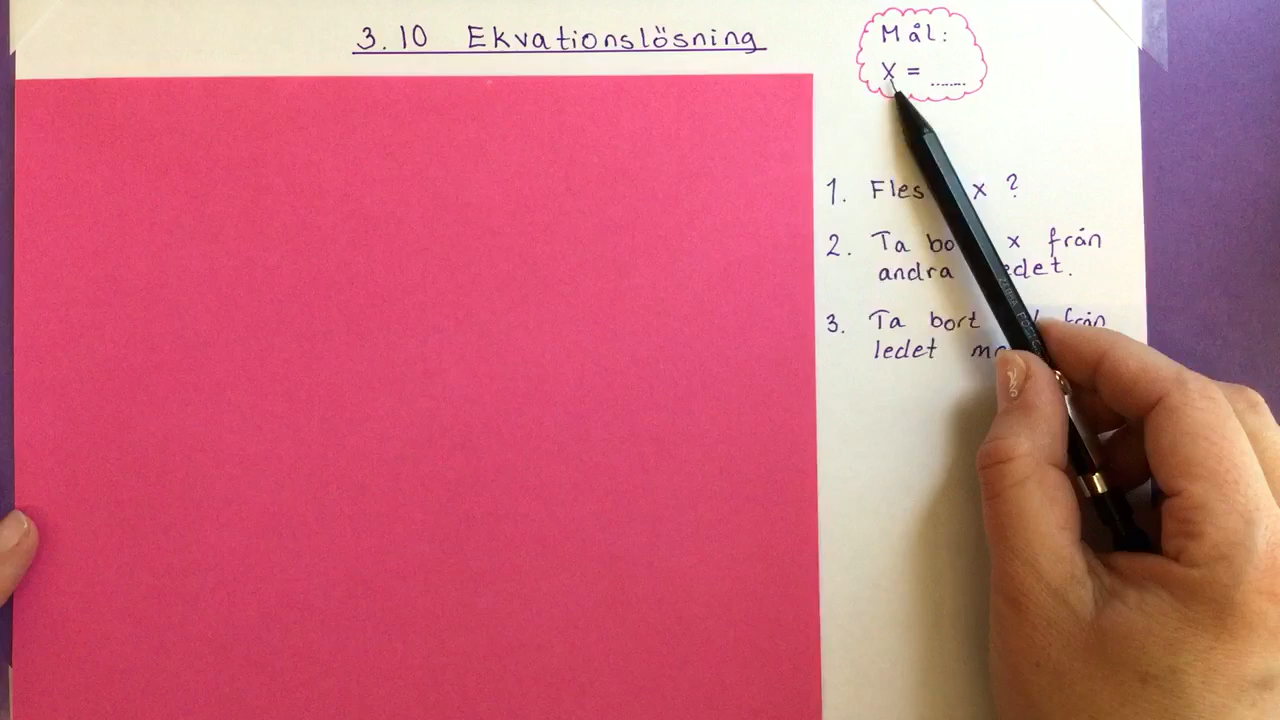 3.10 Ekvationslösning
Mål:
x = ......
1. Fles x ?
2. Ta bo x från
andra edet.
3. Ta bort från
ledet